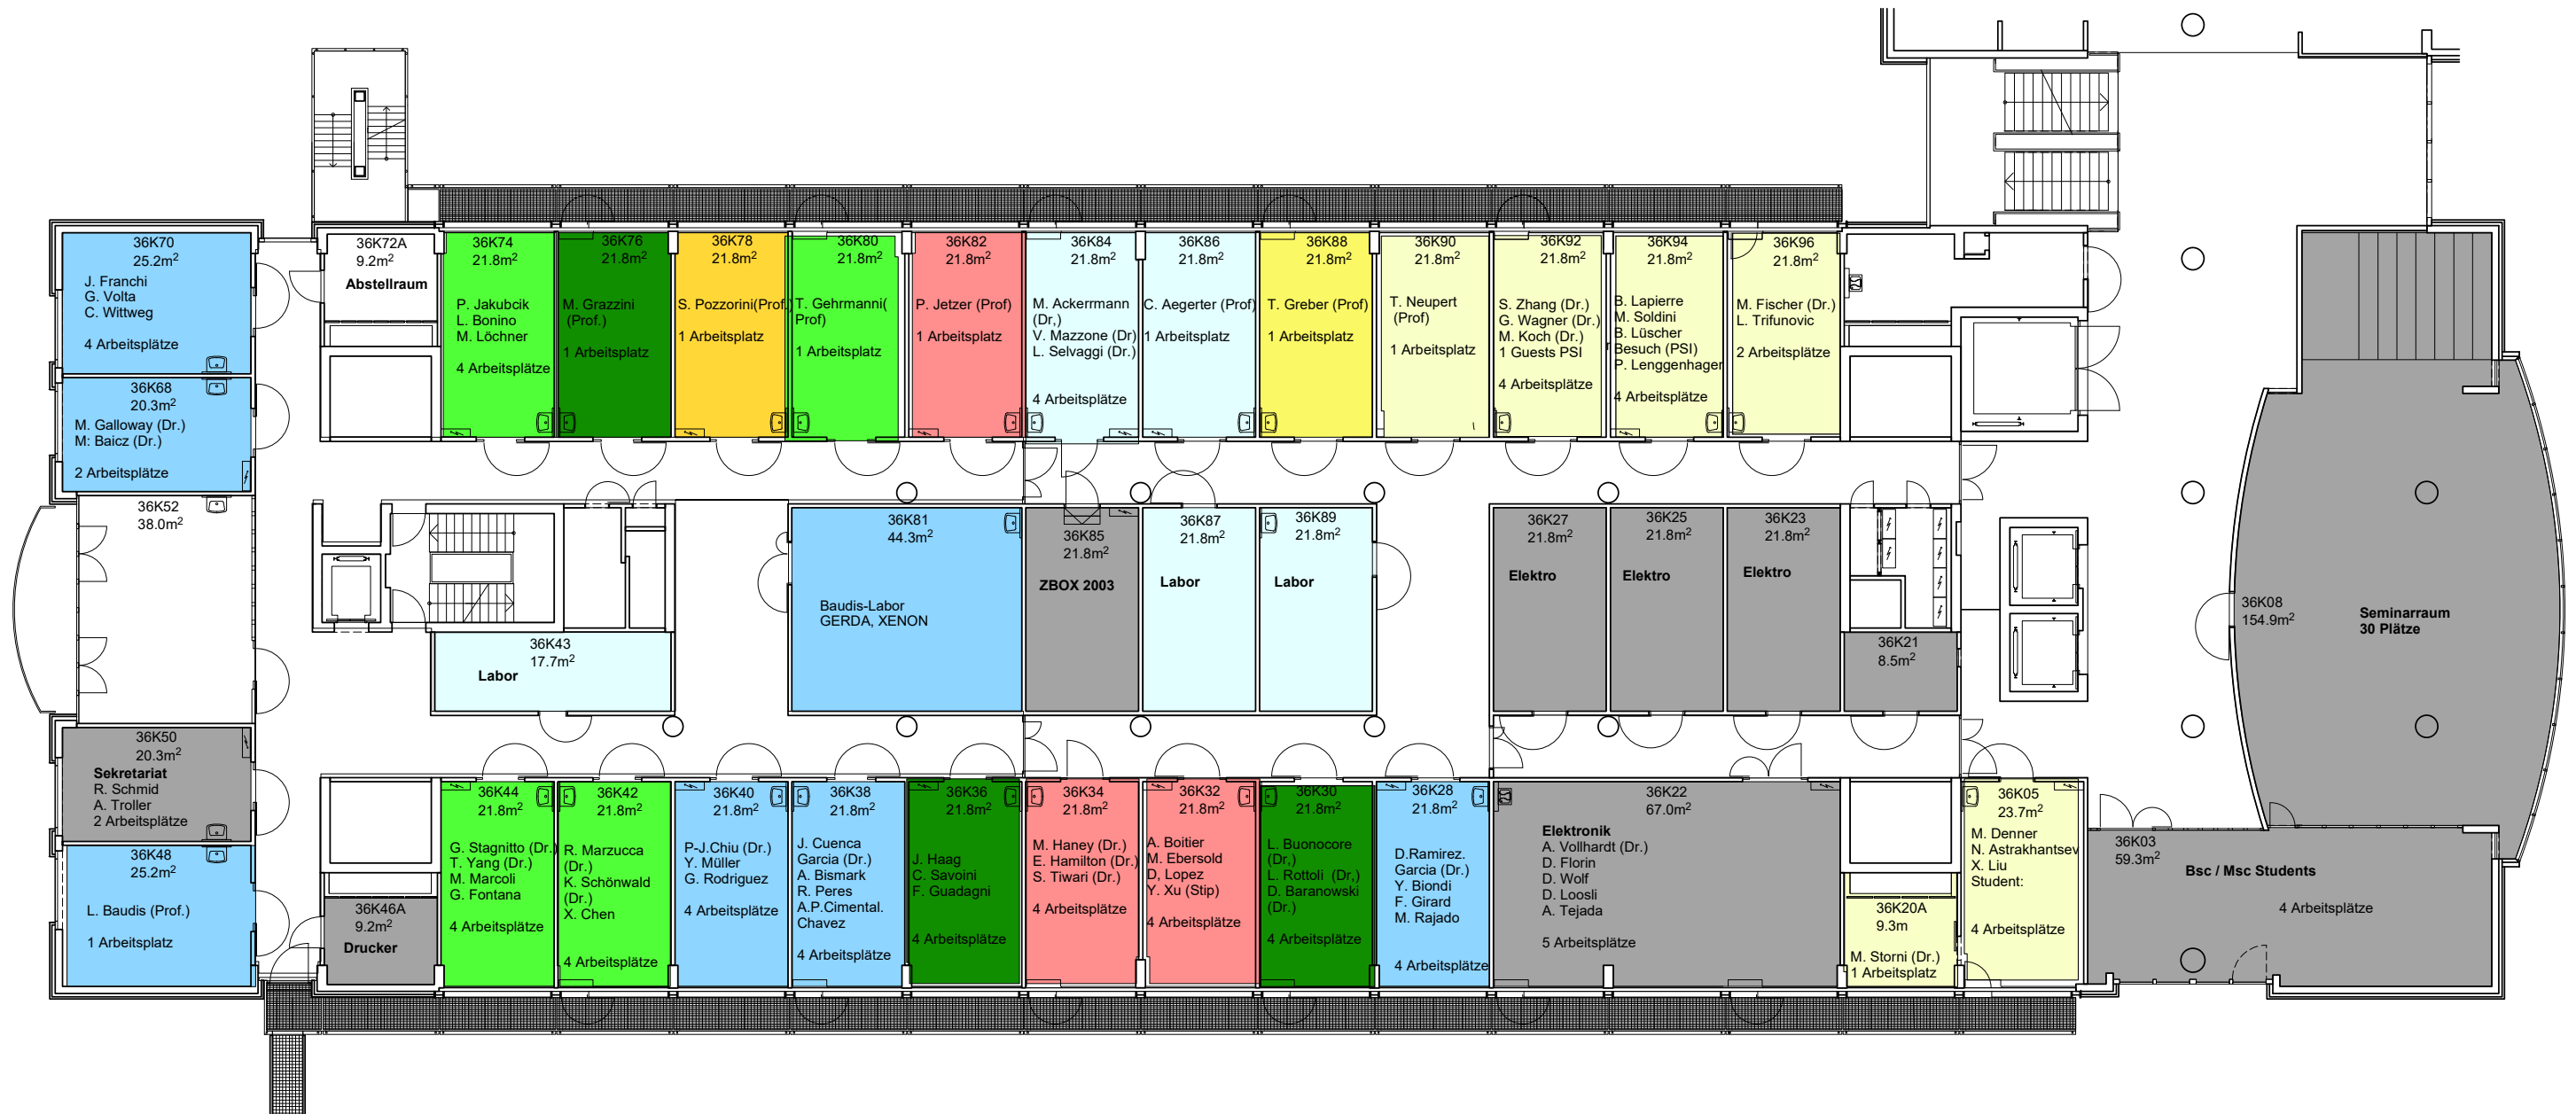 36K70
25.2m²
J. Franchi
G. Volta
C. Wittweg
4 Arbeitsplätze
36K68
20.3m²
M. Galloway (Dr.)
M: Baicz (Dr.)
2 Arbeitsplätze
36K52
38.0m²
36K50
20.3m²
Sekretariat
R. Schmid
A. Troller
2 Arbeitsplätze
36K48
25.2m²
L. Baudis (Prof.)
1 Arbeitsplatz
36K72A
9.2m²
Abstellraum
36K74
21.8m²
P. Jakubcik
L. Bonino
M. Löchner
4 Arbeitsplätze
36K76
21.8m²
M. Grazzini
(Prof.)
1 Arbeitsplatz
36K78
21.8m²
S. Pozzorini(Prof.)
1 Arbeitsplatz
36K80
21.8m²
T. Gehrmanni(
Prof)
1 Arbeitsplatz
36K82
21.8m²
P. Jetzer (Prof)
1 Arbeitsplatz
36K84
21.8m²
M. Ackerrmann
(Dr,)
V. Mazzone (Dr)
L. Selvaggi (Dr.)
4 Arbeitsplätze
36K86
21.8m²
C. Aegerter (Prof)
1 Arbeitsplatz
36K88
21.8m²
T. Greber (Prof)
1 Arbeitsplatz
36K90
21.8m²
T. Neupert
(Prof)
1 Arbeitsplatz
36K92
21.8m²
S. Zhang (Dr.)
G. Wagner (Dr.)
M. Koch (Dr.)
1 Guests PSI
4 Arbeitsplätze
36K94
21.8m²
B. Lapierre
M. Soldini
B. Lüscher
Besuch (PSI)
P. Lenggenhager
4 Arbeitsplätze
36K96
21.8m²
M. Fischer (Dr.)
L. Trifunovic
2 Arbeitsplätze
36K43
17.7m²
Labor
36K81
44.3m²
Baudis-Labor
GERDA, XENON
36K85
21.8m²
ZBOX 2003
36K87
21.8m²
Labor
36K89
21.8m²
Labor
36K27
21.8m²
Elektro
36K25
21.8m²
Elektro
36K23
21.8m²
Elektro
36K21
8.5m²
36K08
154.9m²
Seminarraum
30 Plätze
36K46A
9.2m²
Drucker
36K44
21.8m²
G. Stagnitto (Dr.)
T. Yang (Dr.)
M. Marcoli
G. Fontana
4 Arbeitsplätze
36K42
21.8m²
R. Marzucca
(Dr.)
K. Schönwald
(Dr.)
X. Chen
4 Arbeitsplätze
36K40
21.8m²
P-J.Chiu (Dr.)
Y. Müller
G. Rodriguez
4 Arbeitsplätze
36K38
21.8m²
J. Cuenca
Garcia (Dr.)
A. Bismark
R. Peres
A.P.Cimental.
Chavez
4 Arbeitsplätze
36K36
21.8m²
J. Haag
C. Savoini
F. Guadagni
4 Arbeitsplätze
36K34
21.8m²
M. Haney (Dr.)
E. Hamilton (Dr.)
S. Tiwari (Dr.)
4 Arbeitsplätze
36K32
21.8m²
A. Boitier
M. Ebersold
D, Lopez
Y. Xu (Stip)
4 Arbeitsplätze
36K30
21.8m²
L. Buonocore
(Dr,)
L. Rottoli (Dr,)
D. Baranowski
(Dr.)
4 Arbeitsplätze
36K28
21.8m²
D.Ramirez.
Garcia (Dr.)
Y. Biondi
F. Girard
M. Rajado
4 Arbeitsplätze
36K22
67.0m²
Elektronik
A. Vollhardt (Dr.)
D. Florin
D. Wolf
D. Loosli
A. Tejada
5 Arbeitsplätze
36K20A
9.3m
M. Storni (Dr.)
1 Arbeitsplatz
36K05
23.7m²
M. Denner
N. Astrakhantsev
X. Liu
Student:
4 Arbeitsplätze
36K03
59.3m²
Bsc / Msc Students
4 Arbeitsplätze